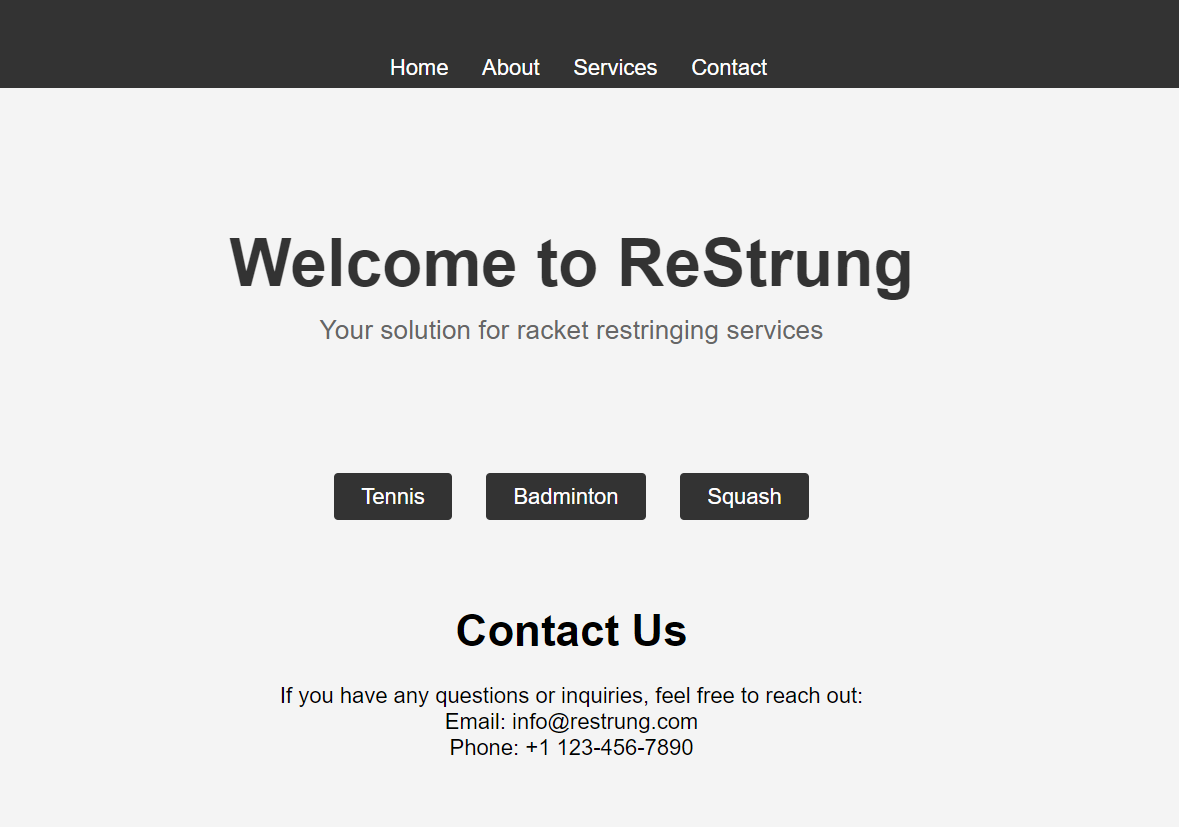 Home About Services Contact
Welcome to ReStrung
Your solution for racket restringing services
Tennis Badminton Squash
Contact Us
If you have any questions or inquiries, feel free to reach out:
Email: info@restrung.com
Phone: +1 123-456-7890